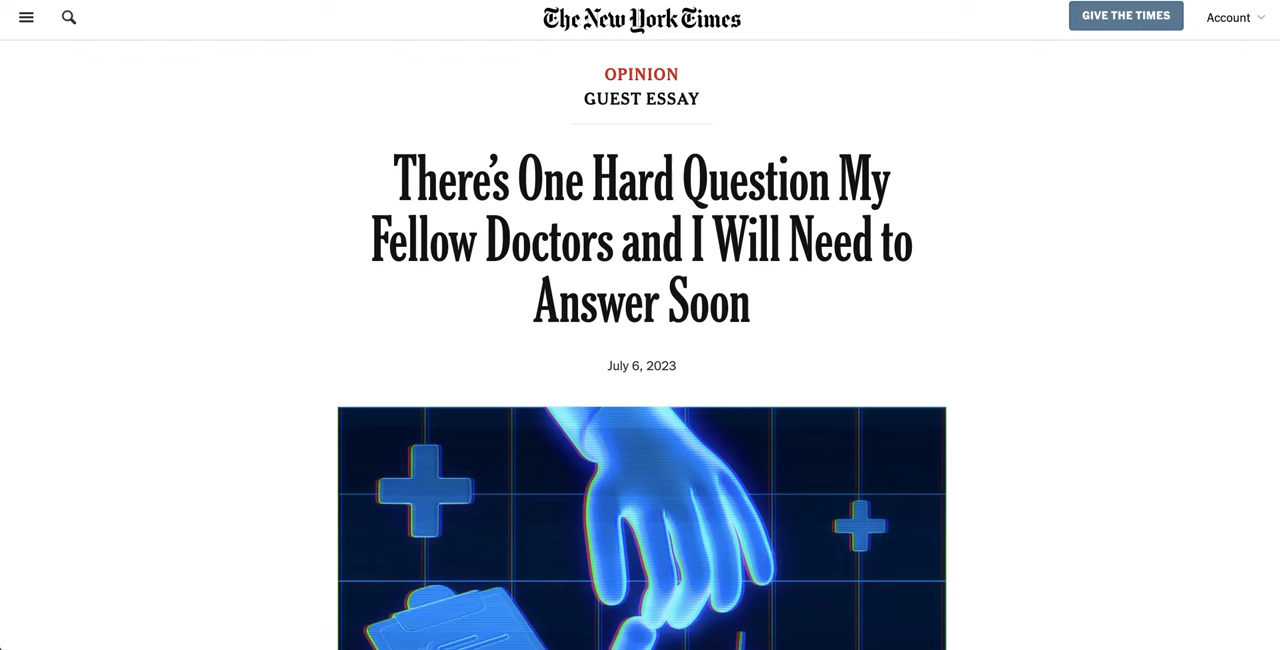 The New York Times
GIVE THE TIMES
Account
OPINION
GUEST ESSAY
There’s One Hard Question My
Fellow Doctors and I Will Need to
Answer Soon
July 6, 2023